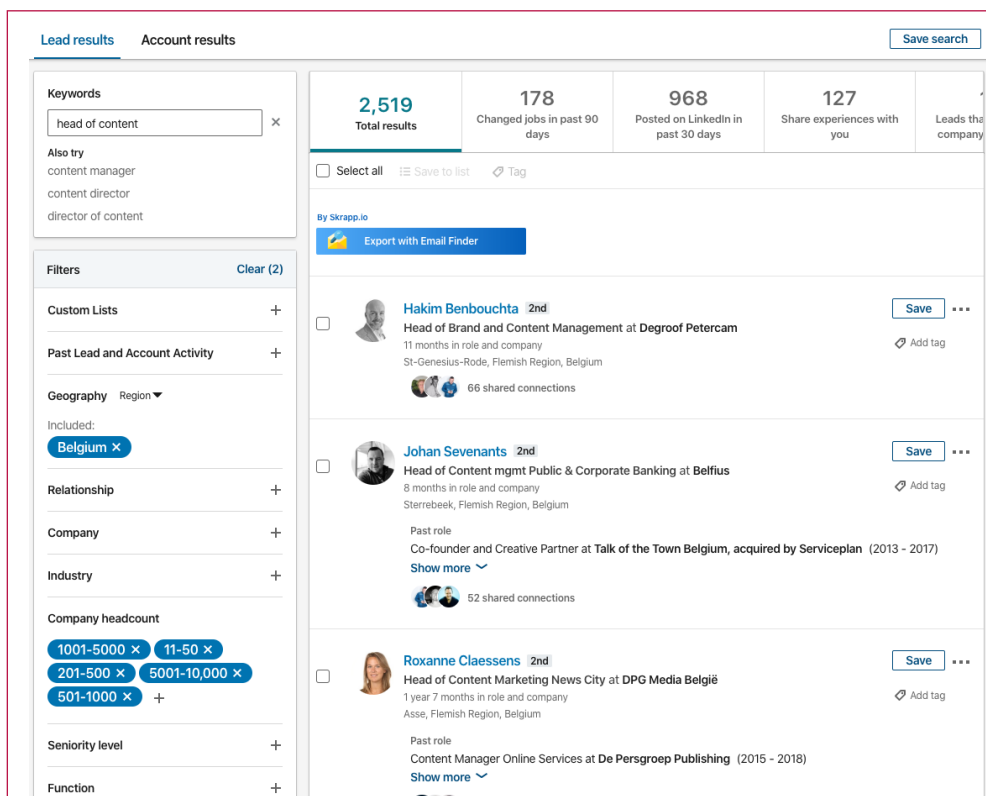 Lead results Account results Save search
Keywords
head of content ×
Also try
content manager
content director
director of content
Filters Clear (2)
Custom Lists +
Past Lead and Account Activity +
Geography Region
Included:
Belgium ×
Relationship +
Company +
Industry +
Company headcount
1001-5000 × 11-50 ×
201-500 × 5001-10,000 ×
501-1000 × +
Seniority level +
Function +
2,519
Total results
178
Changed jobs in past 90
days
968
Posted on LinkedIn in
past 30 days
127
Share experiences with
you
Leads
company
Select all Save to list Tag
By Skrapp.io
Export with Email Finder
Hakim Benbouchta 2nd Save
Head of Brand and Content Management at Degroof Petercam
11 months in role and company Add tag
St-Genesius-Rode, Flemish Region, Belgium
66 shared connections
Johan Sevenants 2nd Save
Head of Content mgmt Public & Corporate Banking at Belfius
8 months in role and company Add tag
Sterrebeek, Flemish Region, Belgium
Past role
Co-founder and Creative Partner at Talk of the Town Belgium, acquired by Serviceplan (2013 - 2017)
Show more
52 shared connections
Roxanne Claessens 2nd Save
Head of Content Marketing News City at DPG Media België
1 year 7 months in role and company Add tag
Asse, Flemish Region, Belgium
Past role
Content Manager Online Services at De Persgroep Publishing (2015 - 2018)
Show more